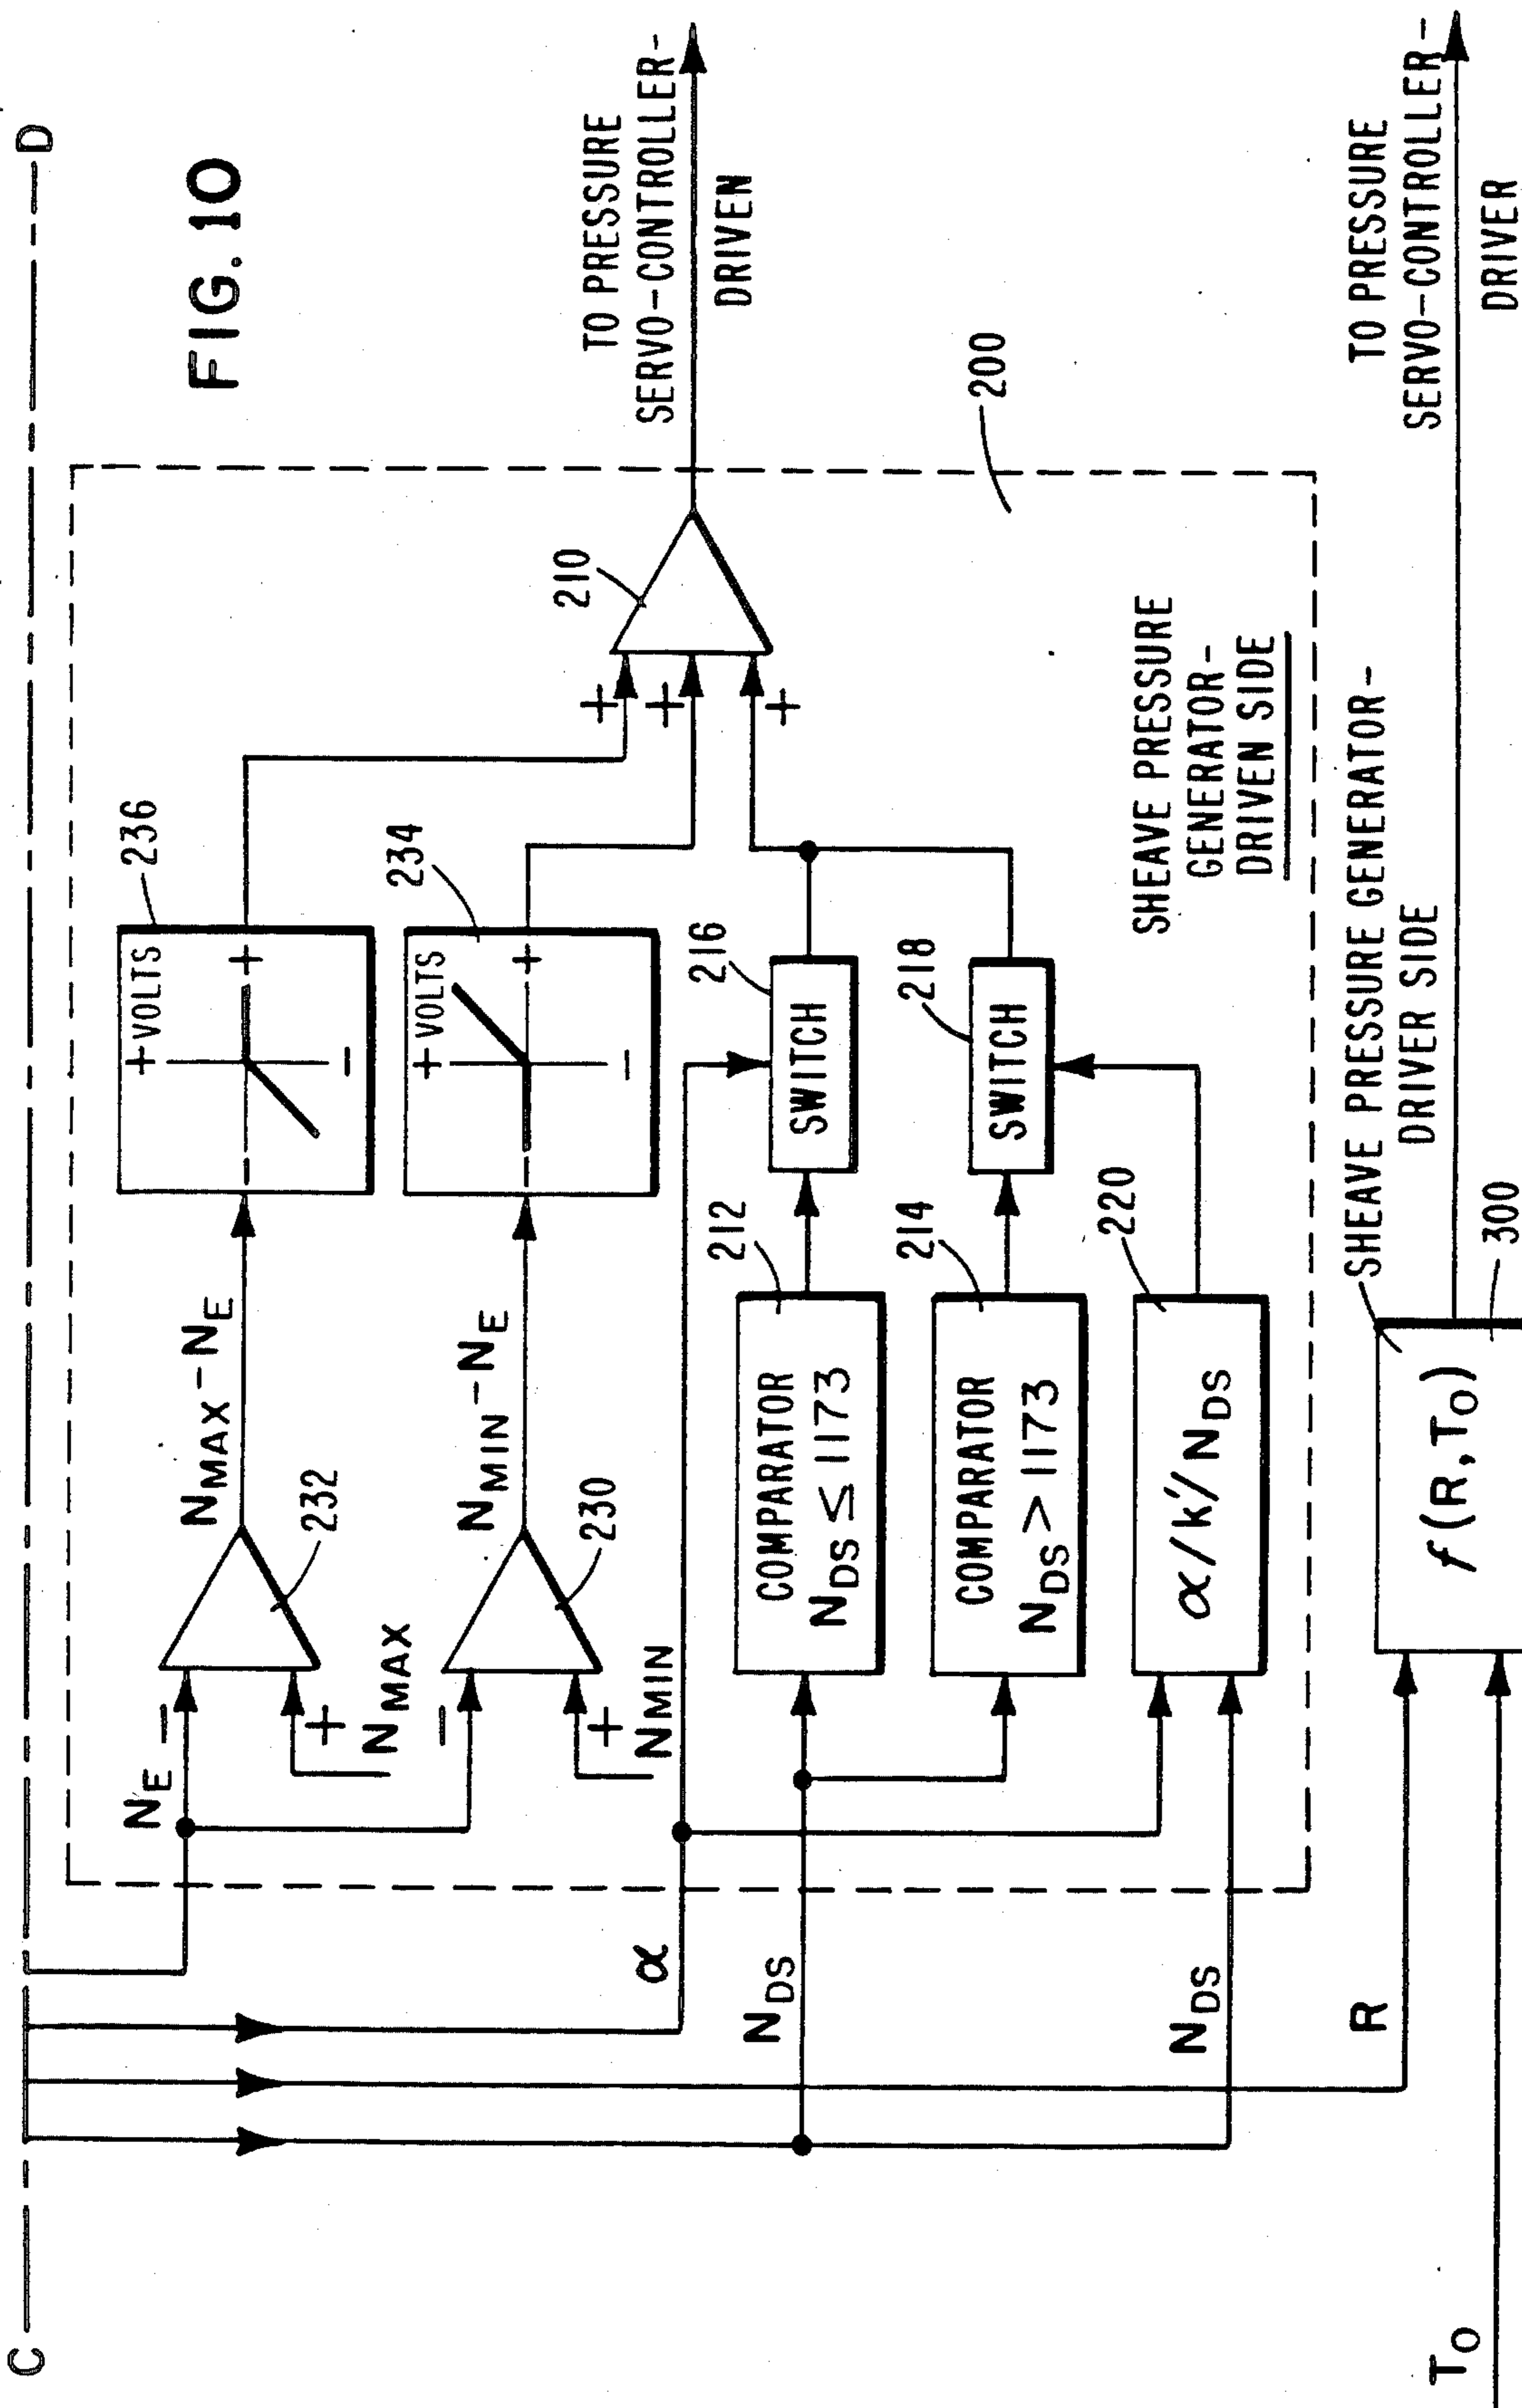 C
D
FIG. 10
N_E
−
+
N_MAX
232
N_MAX − N_E
236
+ VOLTS
−
+
−
−
+
N_MIN
230
N_MIN − N_E
234
+ VOLTS
−
+
−
+
+
+
210
TO PRESSURE
SERVO-CONTROLLER-
DRIVEN
α
N_DS
212
COMPARATOR
N_DS ≤ 1173
216
SWITCH
214
COMPARATOR
N_DS > 1173
218
SWITCH
N_DS
220
α/k'/N_DS
200
SHEAVE PRESSURE
GENERATOR-
DRIVEN SIDE
R
T_O
f(R, T_O)
300
SHEAVE PRESSURE GENERATOR-
DRIVER SIDE
TO PRESSURE
SERVO-CONTROLLER-
DRIVER